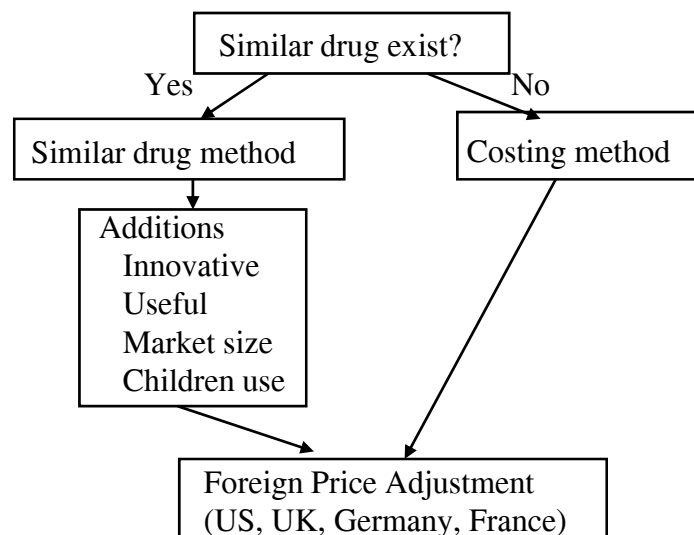 Similar drug exist?
Yes
No
Similar drug method
Costing method
Additions
Innovative
Useful
Market size
Children use
Foreign Price Adjustment
(US, UK, Germany, France)